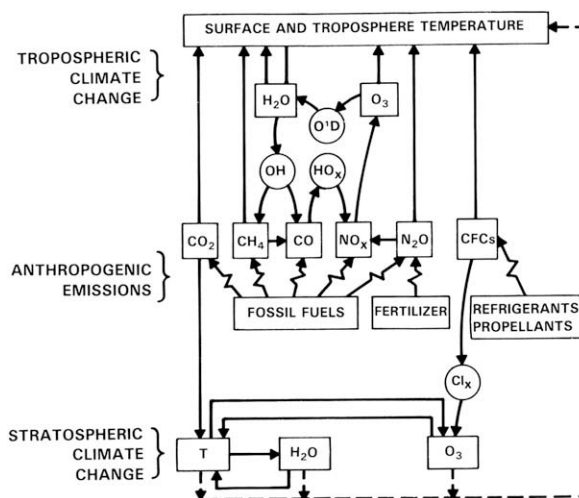 SURFACE AND TROPOSPHERE TEMPERATURE
TROPOSPHERIC
CLIMATE
CHANGE
H₂O
O¹D
O₃
OH
HOₓ
CO₂
CH₄
CO
NOₓ
N₂O
CFCs
ANTHROPOGENIC
EMISSIONS
FOSSIL FUELS
FERTILIZER
REFRIGERANTS
PROPELLANTS
Clₓ
STRATOSPHERIC
CLIMATE
CHANGE
T
H₂O
O₃